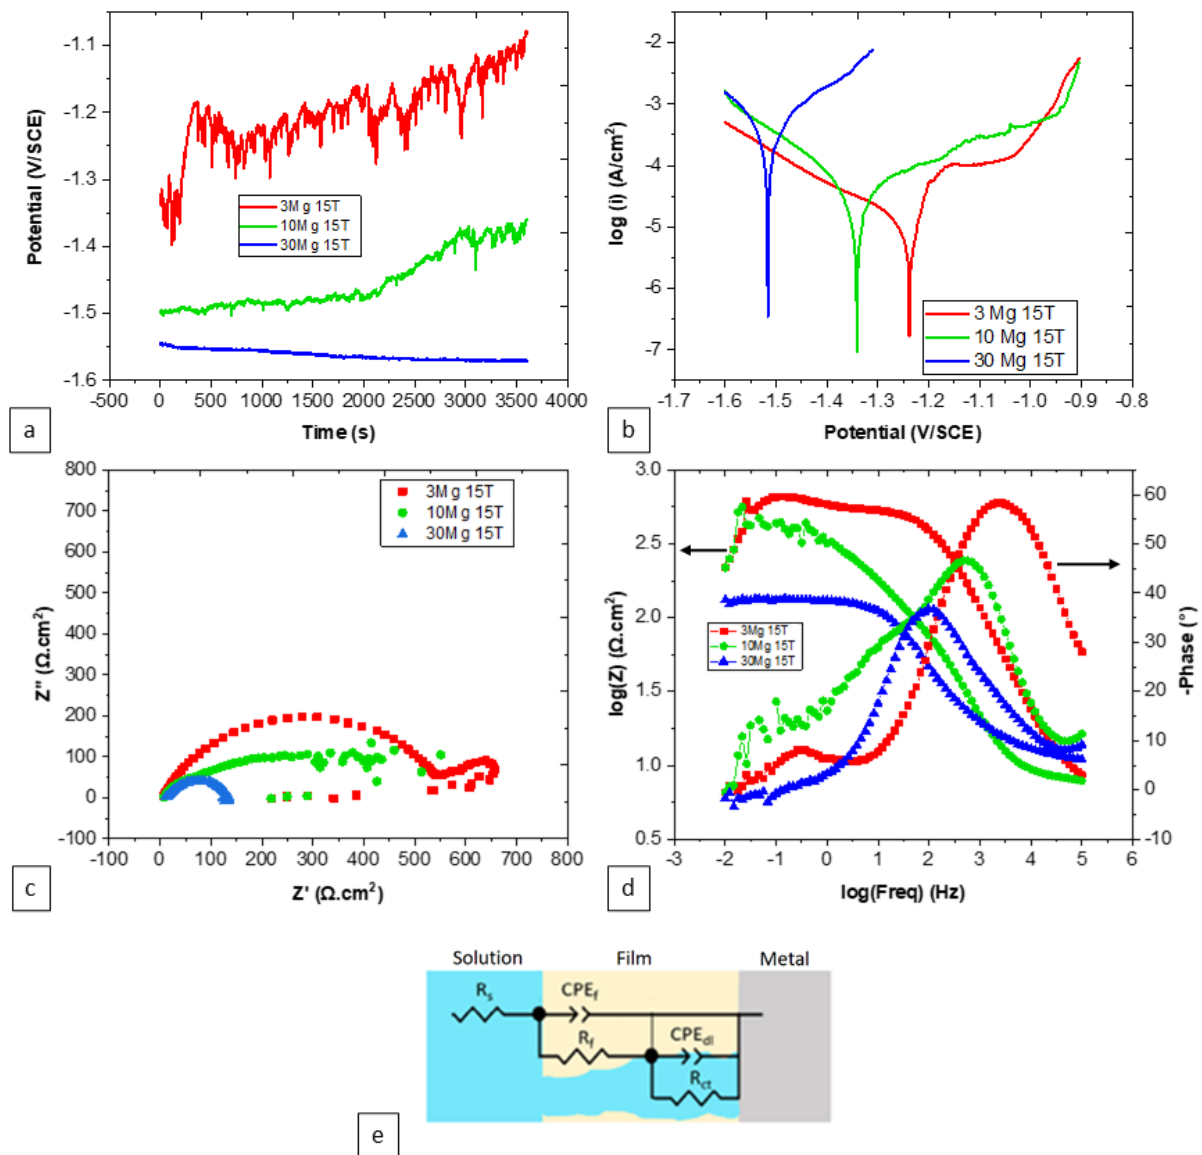 -1.1
-1.2
-1.3
-1.4
-1.5
-1.6
Potential (V/SCE)
3Mg 15T
10Mg 15T
30Mg 15T
-500 0 500 1000 1500 2000 2500 3000 3500 4000
Time (s)
a
-2
-3
-4
-5
-6
-7
log (i) (A/cm²)
3 Mg 15T
10 Mg 15T
30 Mg 15T
-1.7 -1.6 -1.5 -1.4 -1.3 -1.2 -1.1 -1.0 -0.9 -0.8
Potential (V/SCE)
b
800
700
600
500
400
300
200
100
0
-100
Z'' (Ω.cm²)
3Mg 15T
10Mg 15T
30Mg 15T
-100 0 100 200 300 400 500 600 700 800
Z' (Ω.cm²)
c
3.0
2.5
2.0
1.5
1.0
0.5
log(Z) (Ω.cm²)
3Mg 15T
10Mg 15T
30Mg 15T
60
50
40
30
20
10
0
-10
-Phase (°)
-3 -2 -1 0 1 2 3 4 5 6
log(Freq) (Hz)
d
Solution Film Metal
Rs CPEf
Rf CPEdl
Rct
e